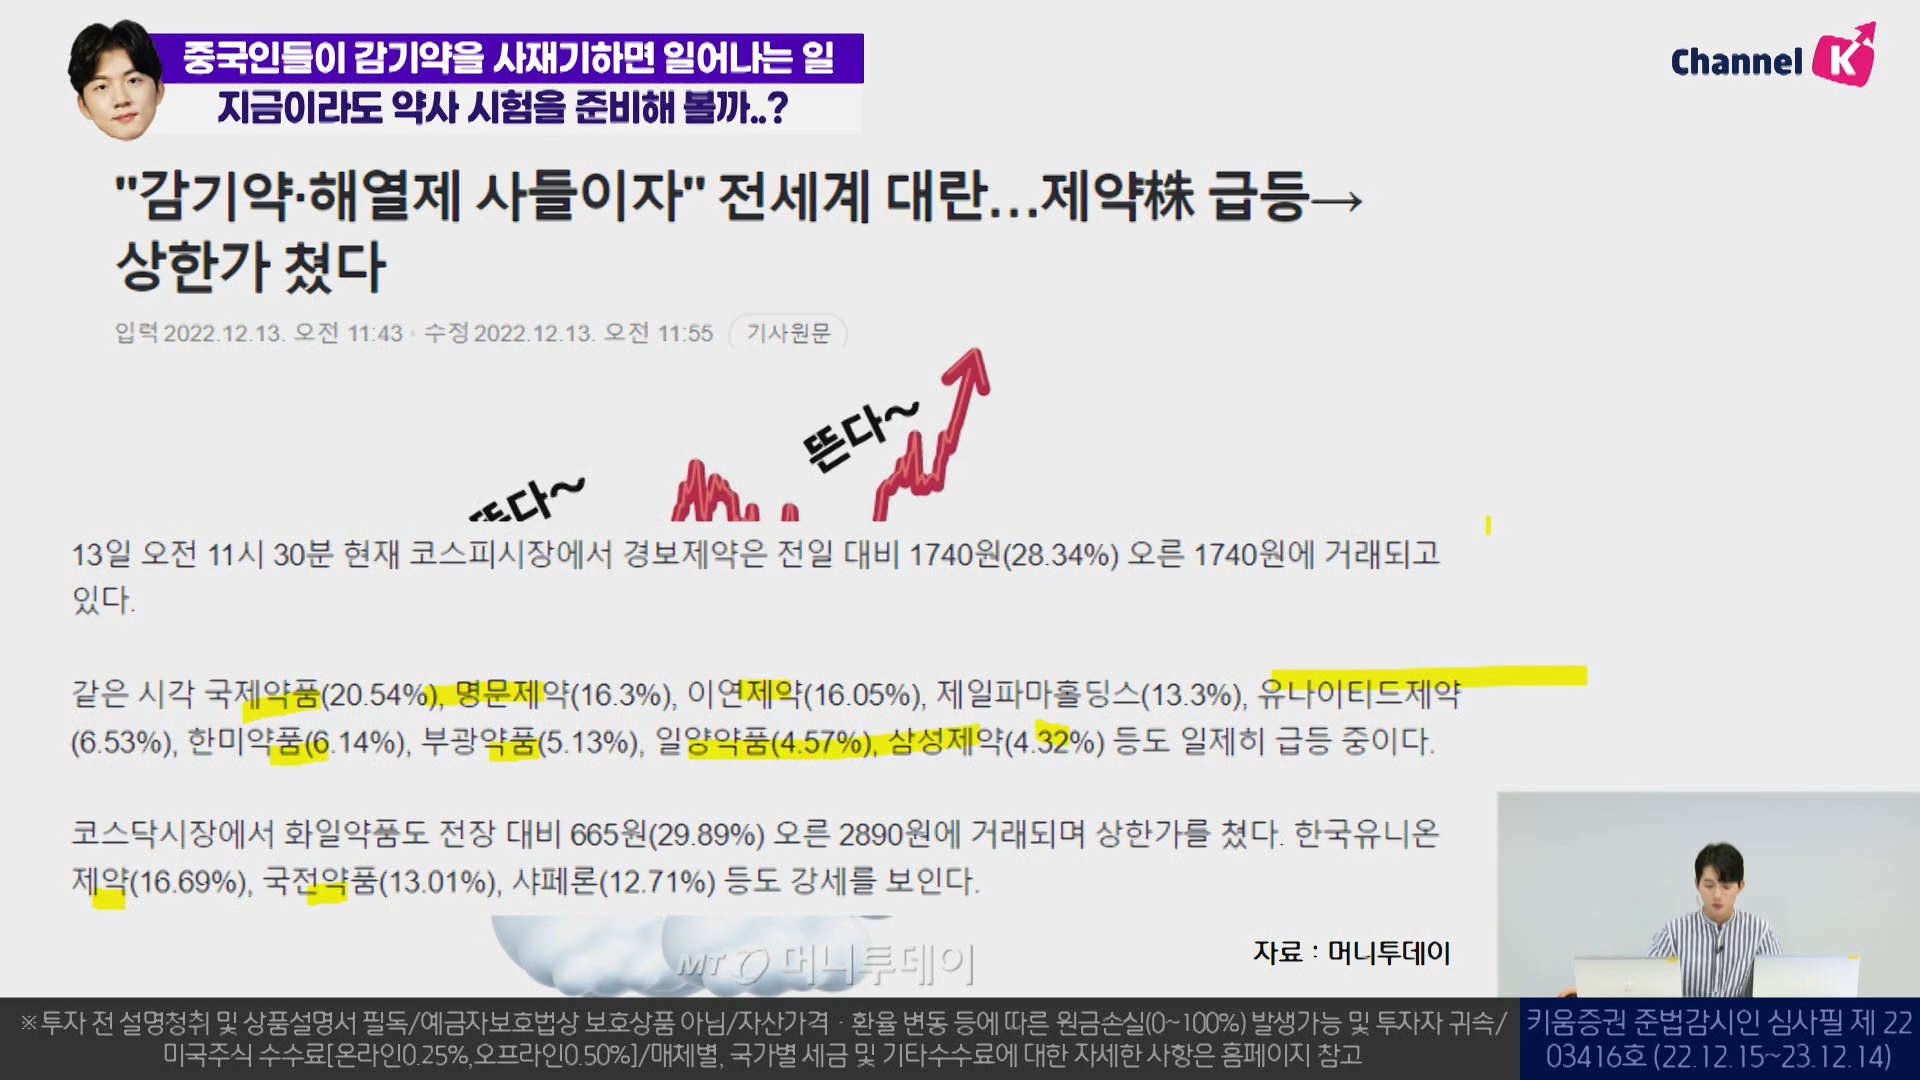 중국인들이 감기약을 사재기하면 일어나는 일
지금이라도 약사 시험을 준비해 볼까..?
Channel K
"감기약·해열제 사들이자" 전세계 대란…제약株 급등→
상한가 쳤다
입력 2022.12.13. 오전 11:43 · 수정 2022.12.13. 오전 11:55 기사원문
뜬다~
뜬다~
13일 오전 11시 30분 현재 코스피시장에서 경보제약은 전일 대비 1740원(28.34%) 오른 1740원에 거래되고
있다.
같은 시각 국제약품(20.54%), 명문제약(16.3%), 이연제약(16.05%), 제일파마홀딩스(13.3%), 유나이티드제약
(6.53%), 한미약품(6.14%), 부광약품(5.13%), 일양약품(4.57%), 삼성제약(4.32%) 등도 일제히 급등 중이다.
코스닥시장에서 화일약품도 전장 대비 665원(29.89%) 오른 2890원에 거래되며 상한가를 쳤다. 한국유니온
제약(16.69%), 국전약품(13.01%), 샤페론(12.71%) 등도 강세를 보인다.
MT 머니투데이
자료 : 머니투데이
※투자 전 설명청취 및 상품설명서 필독/예금자보호법상 보호상품 아님/자산가격 · 환율 변동 등에 따른 원금손실(0~100%) 발생가능 및 투자자 귀속/
미국주식 수수료[온라인0.25%,오프라인0.50%]/매체별, 국가별 세금 및 기타수수료에 대한 자세한 사항은 홈페이지 참고
키움증권 준법감시인 심사필 제 22
03416호 (22.12.15~23.12.14)